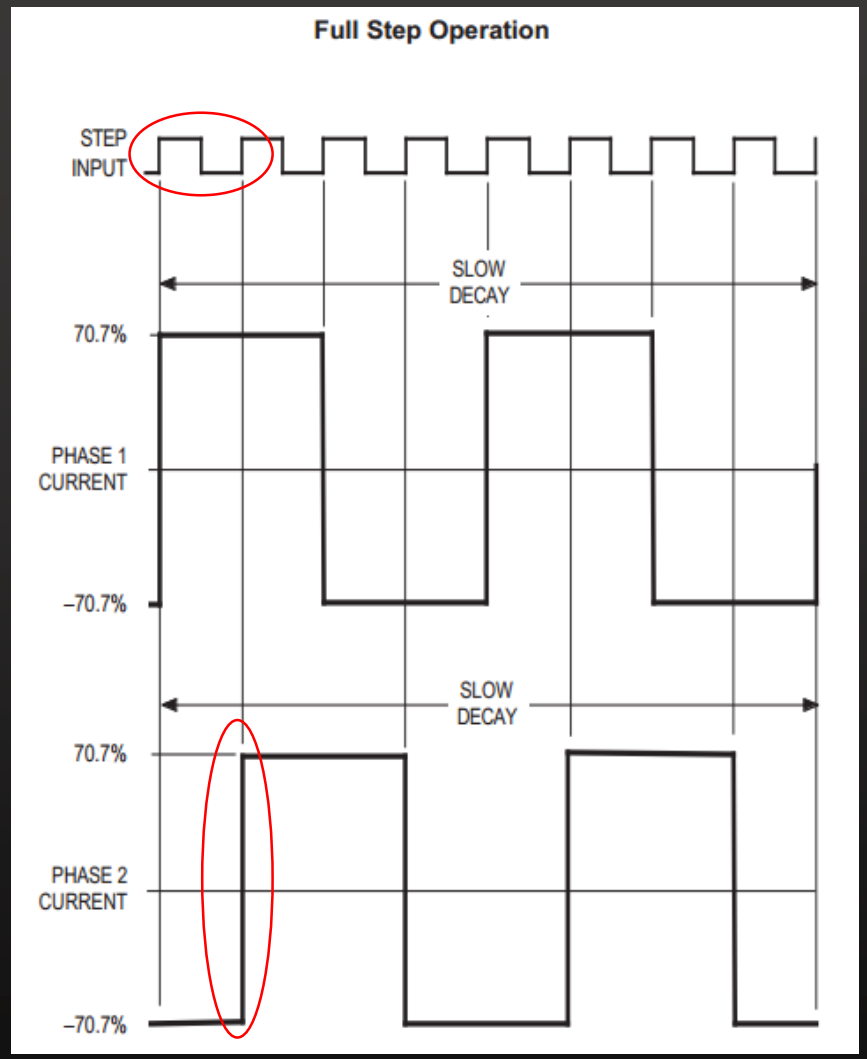 Full Step Operation
STEP
INPUT
SLOW
DECAY
70.7%
PHASE 1
CURRENT
–70.7%
SLOW
DECAY
70.7%
PHASE 2
CURRENT
–70.7%